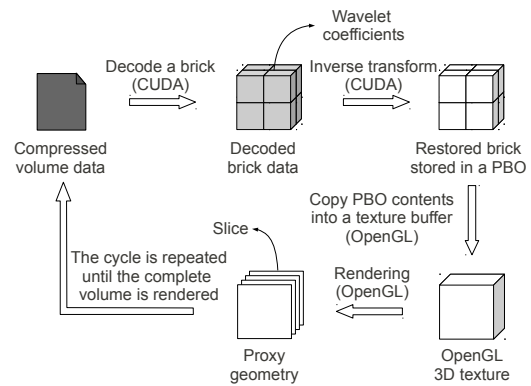 Wavelet
coefficients
Decode a brick
(CUDA)
Inverse transform
(CUDA)
Compressed
volume data
Decoded
brick data
Restored brick
stored in a PBO
Copy PBO contents
into a texture buffer
(OpenGL)
Slice
The cycle is repeated
until the complete
volume is rendered
Rendering
(OpenGL)
Proxy
geometry
OpenGL
3D texture